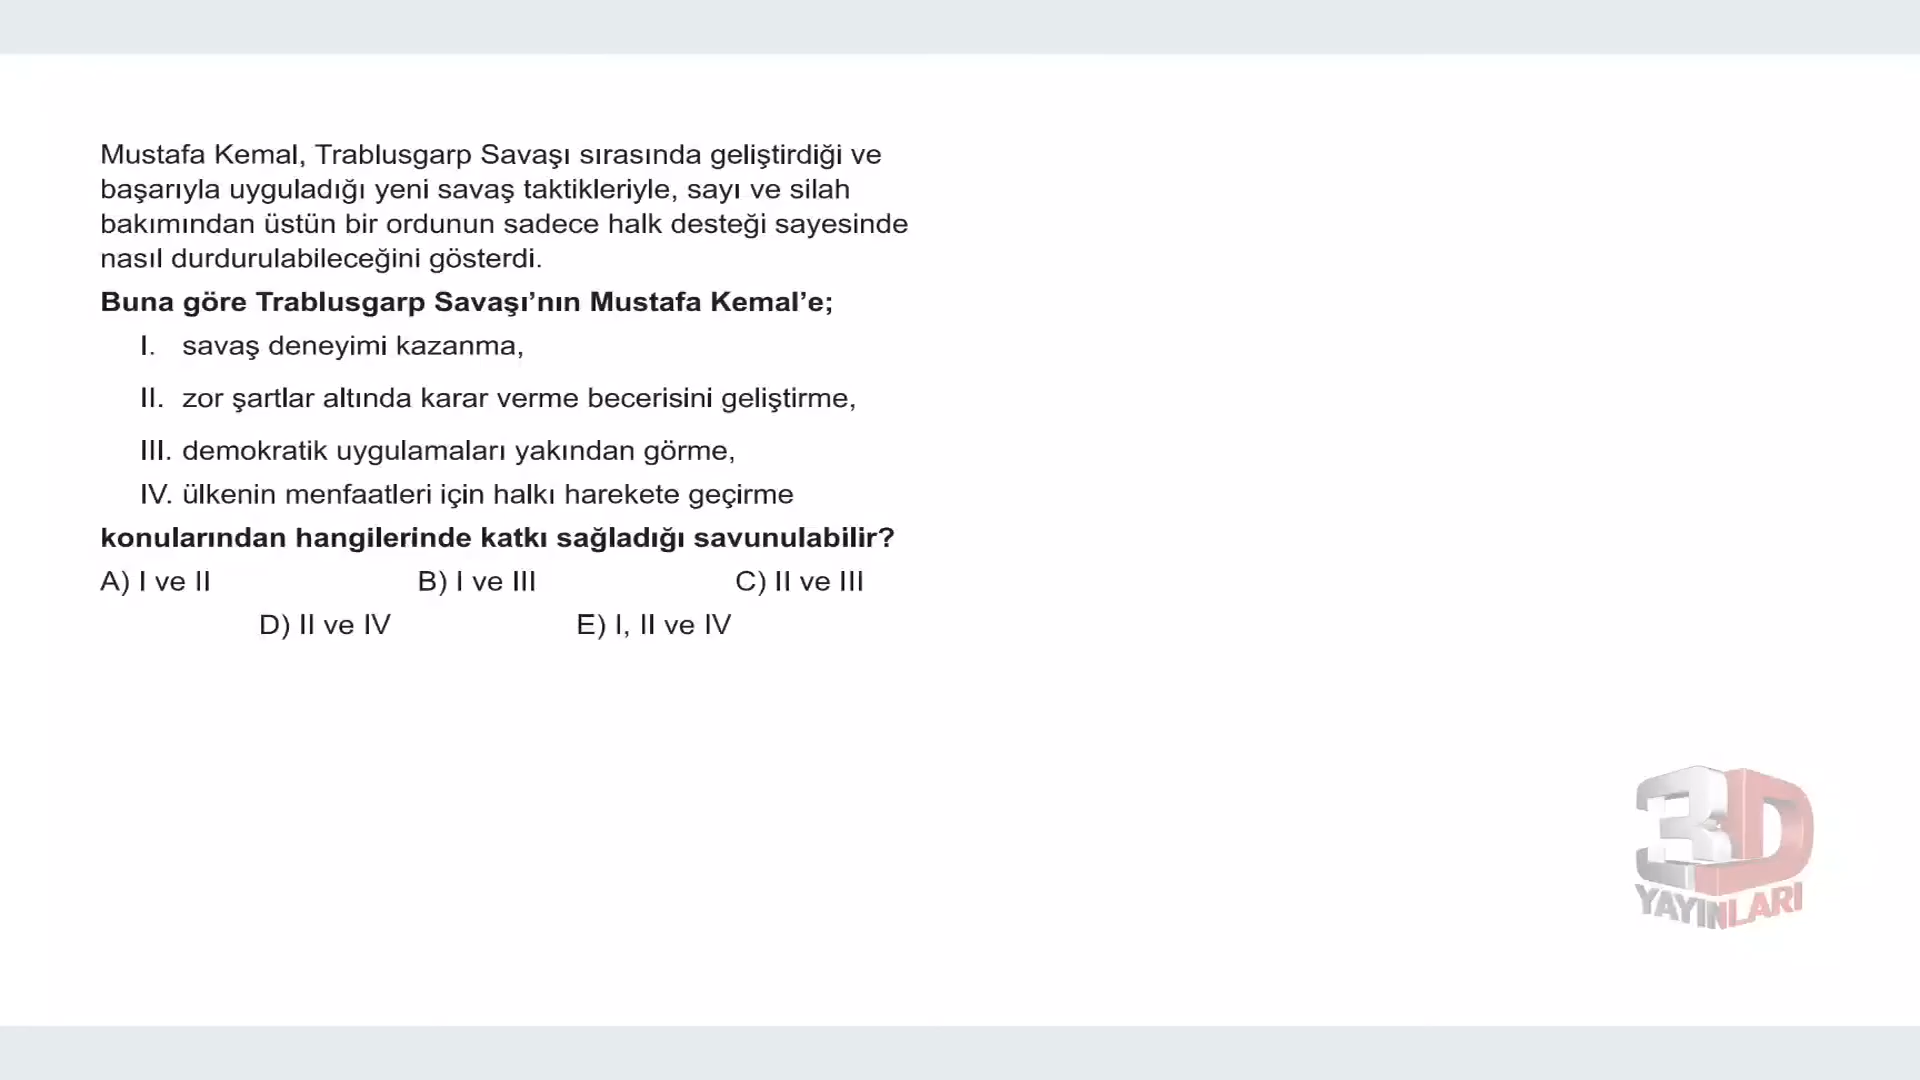 Mustafa Kemal, Trablusgarp Savaşı sırasında geliştirdiği ve
başarıyla uyguladığı yeni savaş taktikleriyle, sayı ve silah
bakımından üstün bir ordunun sadece halk desteği sayesinde
nasıl durdurulabileceğini gösterdi.
Buna göre Trablusgarp Savaşı’nın Mustafa Kemal’e;
I. savaş deneyimi kazanma,
II. zor şartlar altında karar verme becerisini geliştirme,
III. demokratik uygulamaları yakından görme,
IV. ülkenin menfaatleri için halkı harekete geçirme
konularından hangilerinde katkı sağladığı savunulabilir?
A) I ve II B) I ve III C) II ve III
D) II ve IV E) I, II ve IV
3D
YAYINLARI